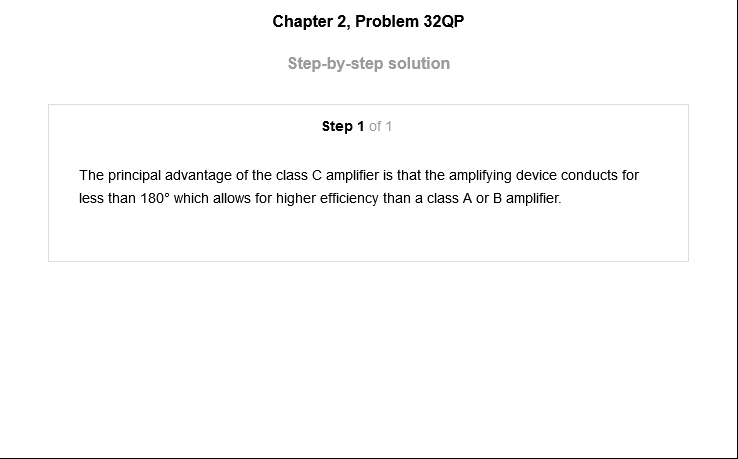 Chapter 2, Problem 32QP
Step-by-step solution
Step 1 of 1
The principal advantage of the class C amplifier is that the amplifying device conducts for
less than 180° which allows for higher efficiency than a class A or B amplifier.